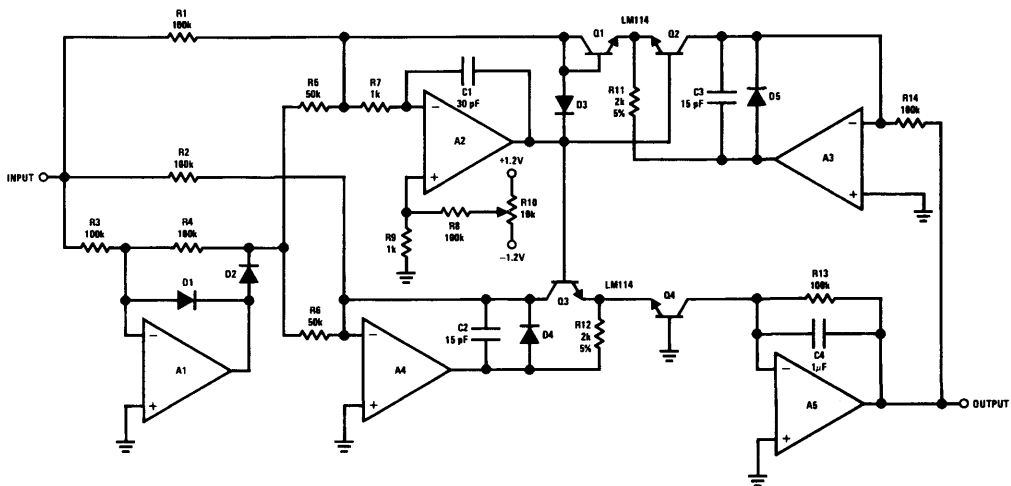 R1
100k
R5
50k
R7
1k
C1
30 pF
Q1
LM114
Q2
R11
2k
5%
C3
15 pF
D5
R14
100k
D3
A2
A3
INPUT
R2
100k
+1.2V
R10
10k
-1.2V
R8
100k
R9
1k
R3
100k
R4
100k
D1
D2
A1
R6
50k
A4
C2
15 pF
D4
Q3
LM114
R12
2k
5%
Q4
R13
100k
C4
1μF
A5
OUTPUT